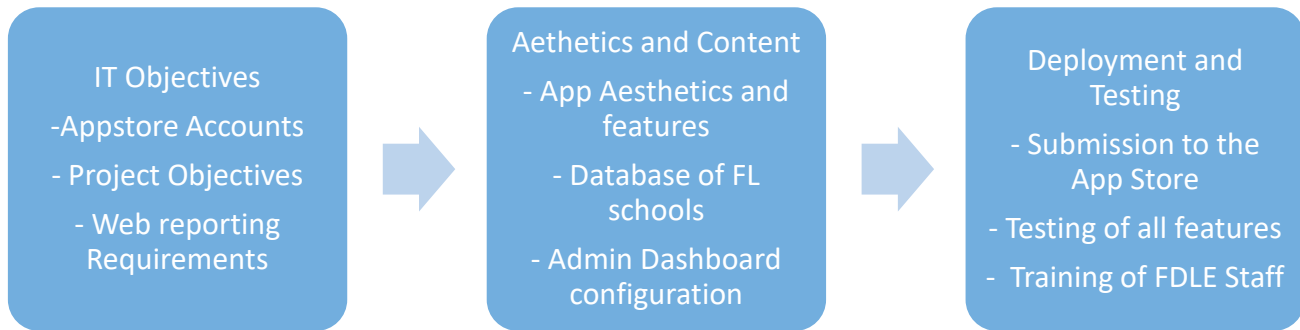 IT Objectives
-Appstore Accounts
- Project Objectives
- Web reporting
Requirements
Aethetics and Content
- App Aesthetics and
features
- Database of FL
schools
- Admin Dashboard
configuration
Deployment and
Testing
- Submission to the
App Store
- Testing of all features
- Training of FDLE Staff